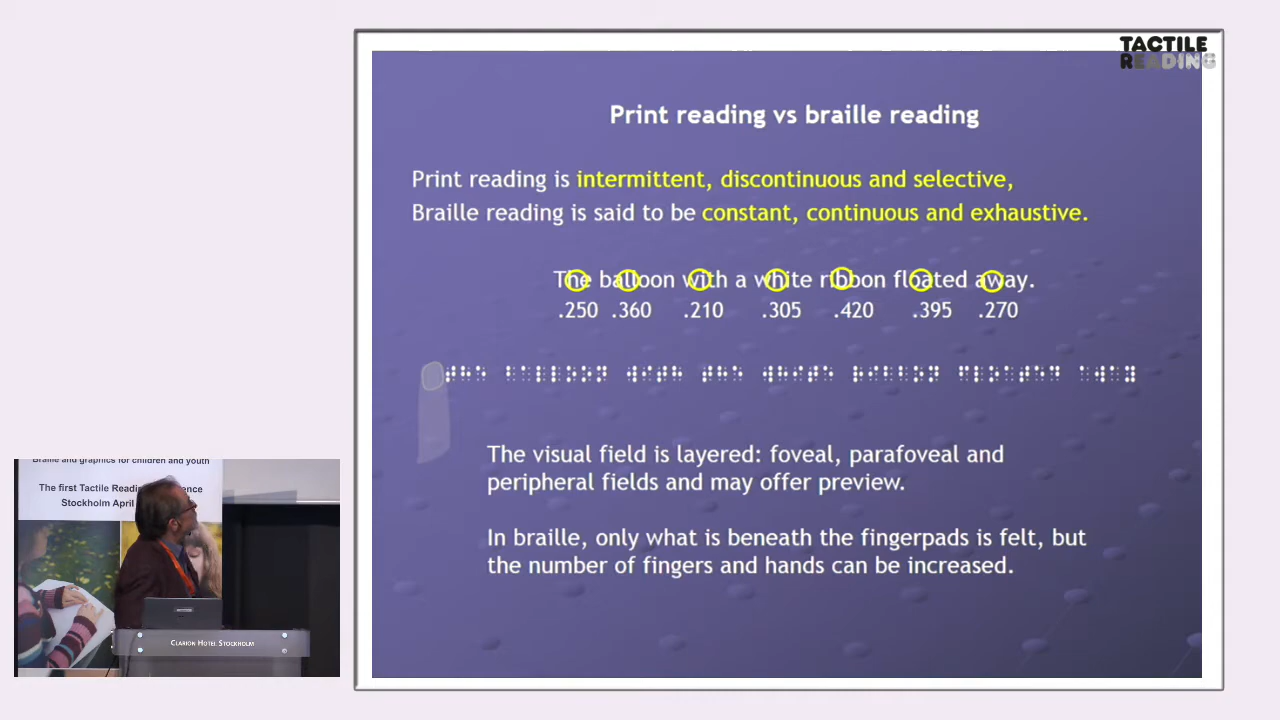 TACTILE
READING
Print reading vs braille reading
Print reading is intermittent, discontinuous and selective,
Braille reading is said to be constant, continuous and exhaustive.
The balloon with a white ribbon floated away.
.250 .360 .210 .305 .420 .395 .270
⠞⠓⠑ ⠃⠁⠇⠇⠕⠕⠝ ⠺⠊⠞⠓ ⠞⠓⠑ ⠺⠓⠊⠞⠑ ⠗⠊⠃⠃⠕⠝ ⠋⠇⠕⠁⠞⠑⠙ ⠁⠺⠁⠽
The visual field is layered: foveal, parafoveal and
peripheral fields and may offer preview.
In braille, only what is beneath the fingerpads is felt, but
the number of fingers and hands can be increased.
Braille and graphics for children and youth
The first Tactile Readi ence
Stockholm April
CLARION HOTEL STOCKHOLM